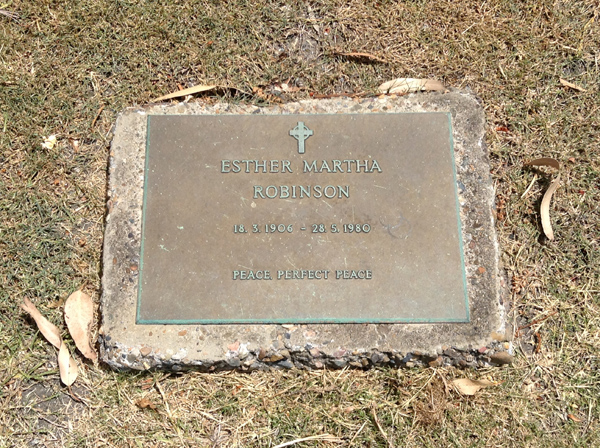 ESTHER MARTHA
ROBINSON
18. 3. 1906 - 28. 5. 1980
PEACE, PERFECT PEACE